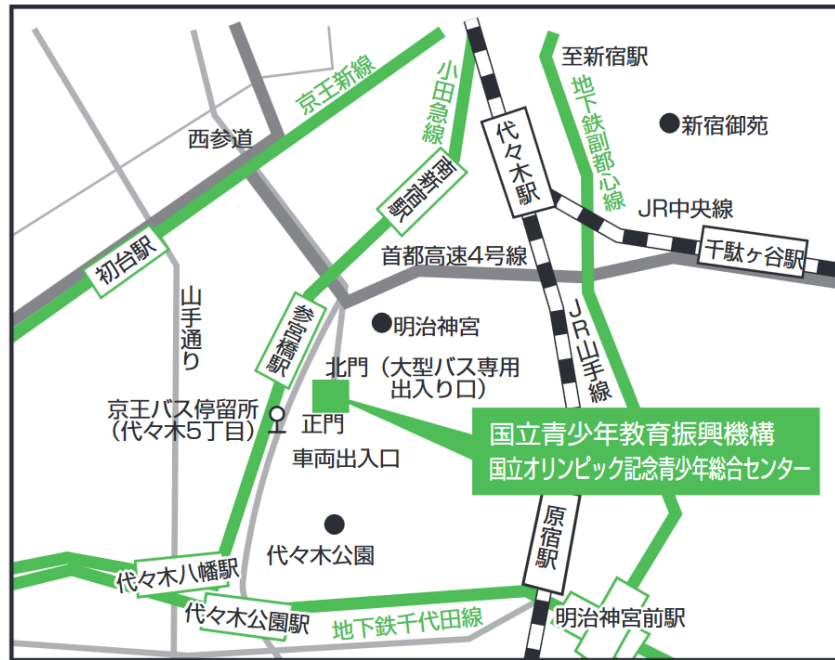 京王新線
小田急線
至新宿駅
地下鉄副都心線
新宿御苑
西参道
代々木駅
南新宿駅
JR中央線
千駄ヶ谷駅
初台駅
首都高速4号線
山手通り
参宮橋駅
明治神宮
JR山手線
北門（大型バス専用
出入り口）
京王バス停留所
（代々木5丁目）
正門
車両出入口
国立青少年教育振興機構
国立オリンピック記念青少年総合センター
原宿駅
代々木公園
代々木八幡駅
代々木公園駅
地下鉄千代田線
明治神宮前駅